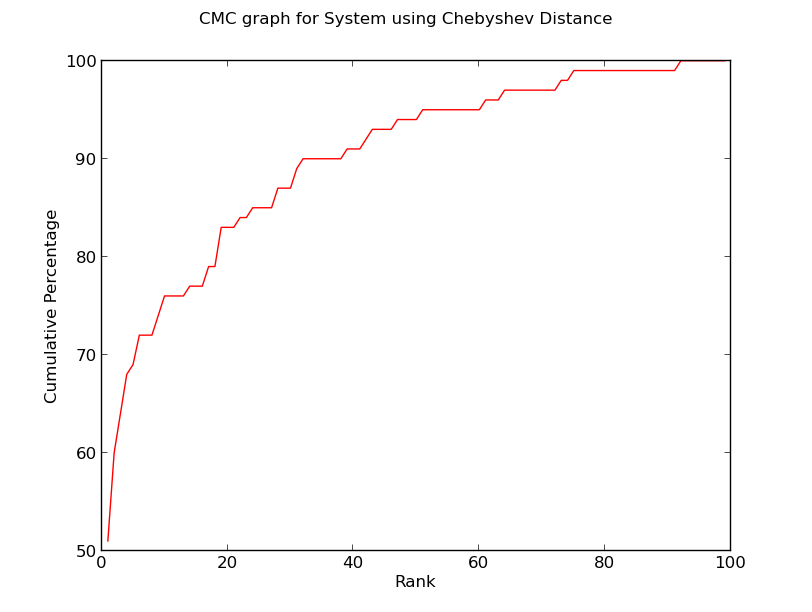 CMC graph for System using Chebyshev Distance
100
90
80
70
60
50
Cumulative Percentage
0 20 40 60 80 100
Rank